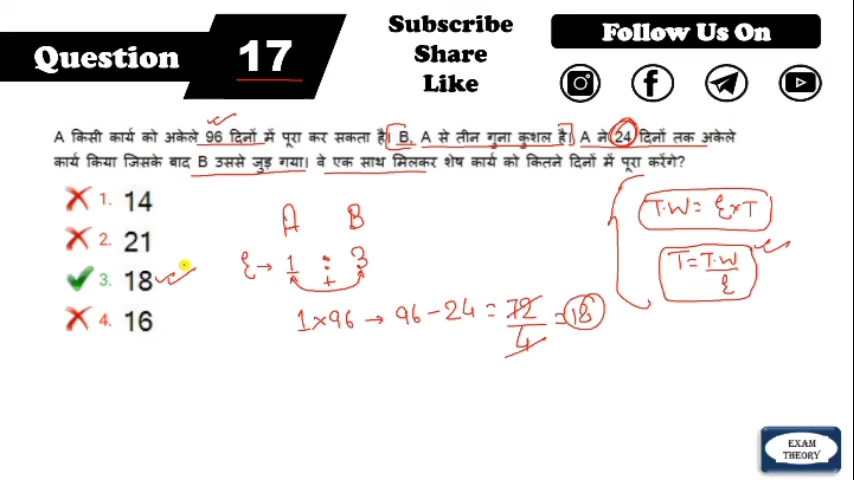 Question 17
Subscribe
Share
Like
Follow Us On
A किसी कार्य को अकेले 96 दिनों में पूरा कर सकता है। B, A से तीन गुना कुशल है। A ने 24 दिनों तक अकेले
कार्य किया जिसके बाद B उससे जुड़ गया। वे एक साथ मिलकर शेष कार्य को कितने दिनों में पूरा करेंगे?
1. 14
2. 21
3. 18
4. 16
A B
ξ → 1 : 3
+
1×96 → 96-24 = 72/4 = 18
T.W = ξ×T
T = T.W/ξ
EXAM
THEORY